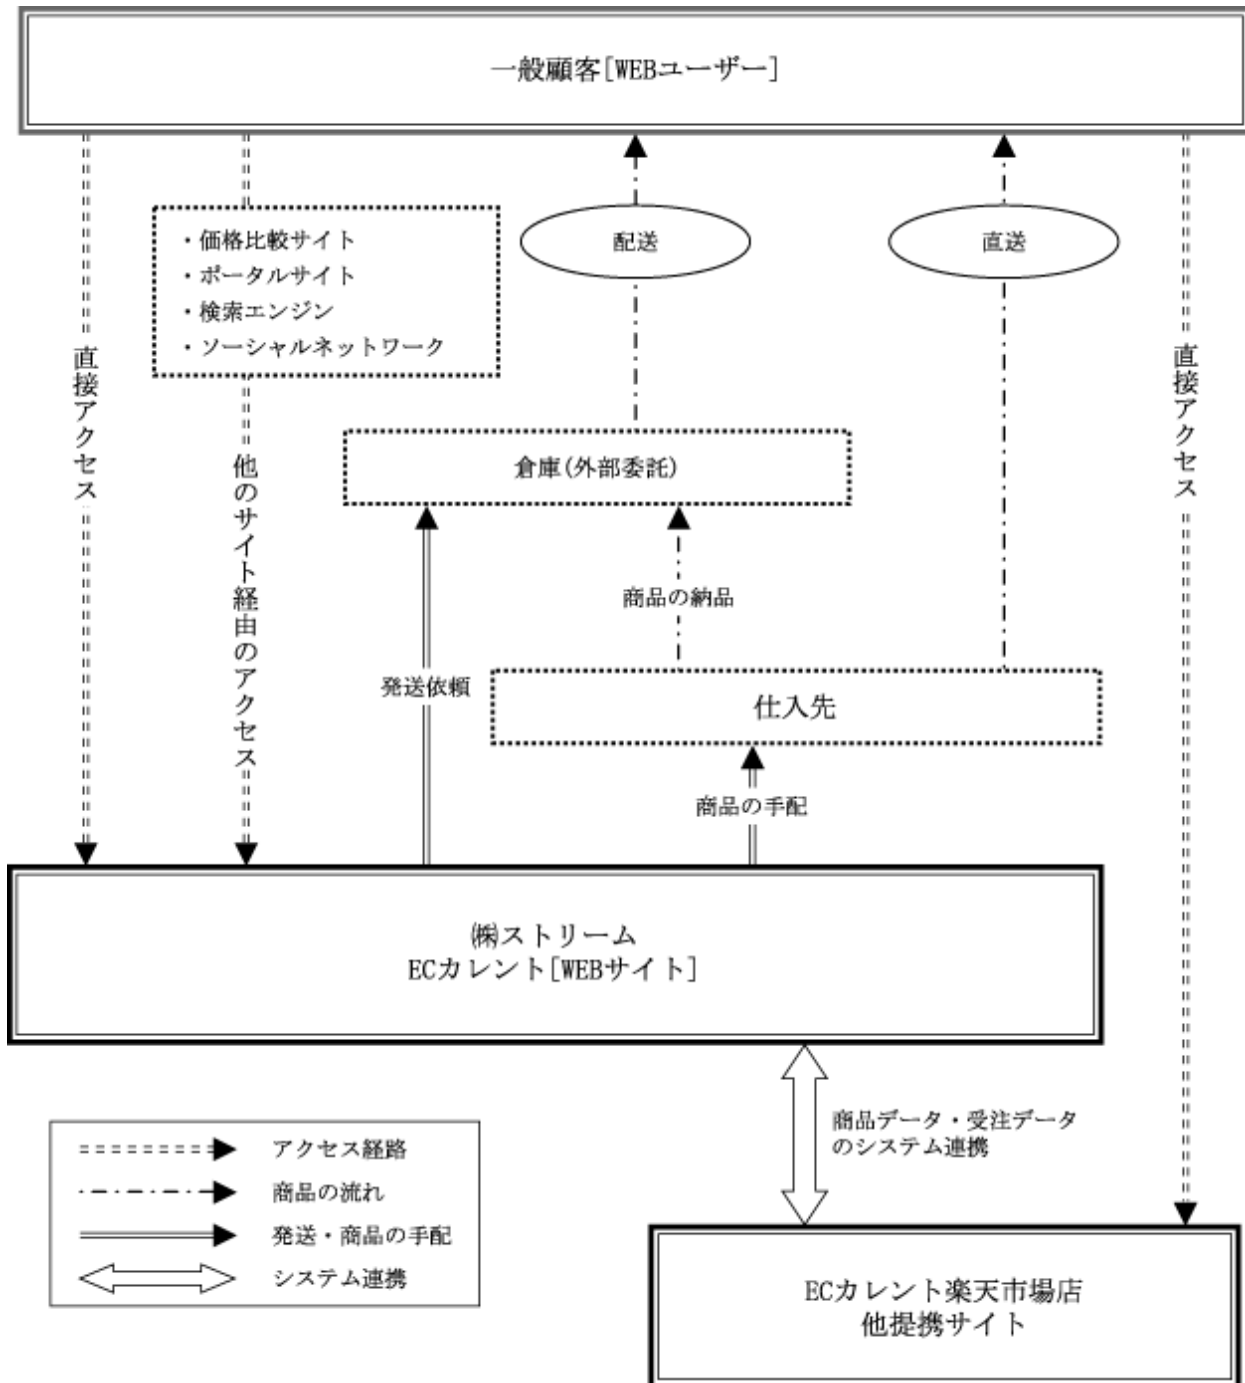 一般顧客[WEBユーザー]
・価格比較サイト
・ポータルサイト
・検索エンジン
・ソーシャルネットワーク
配送
直送
直接アクセス
他のサイト経由のアクセス
直接アクセス
倉庫(外部委託)
商品の納品
発送依頼
仕入先
商品の手配
㈱ストリーム
ECカレント[WEBサイト]
商品データ・受注データ
のシステム連携
アクセス経路
商品の流れ
発送・商品の手配
システム連携
ECカレント楽天市場店
他提携サイト